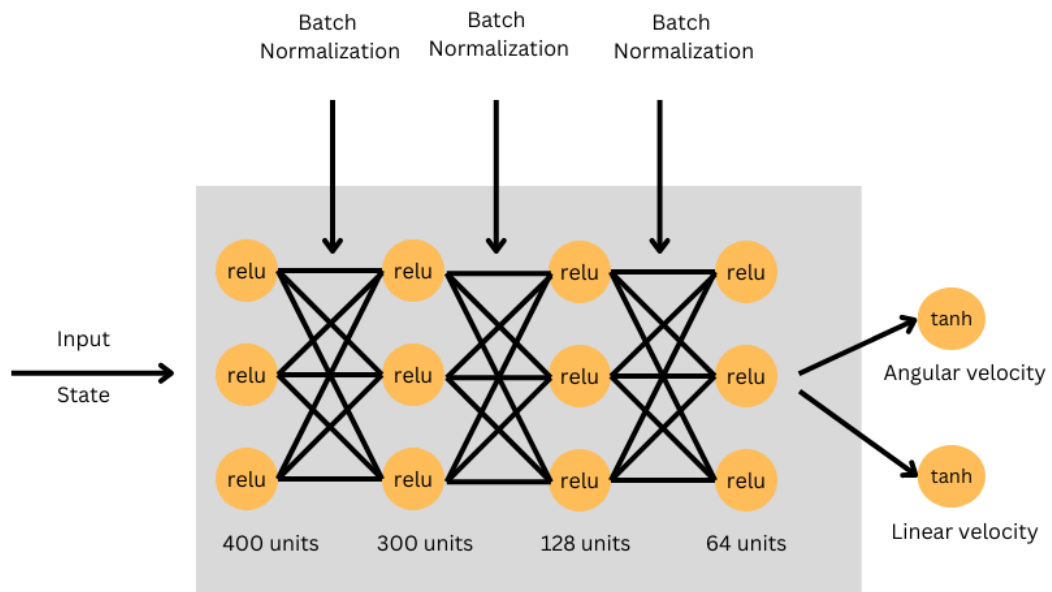 Batch
Normalization
Batch
Normalization
Batch
Normalization
Input
State
relu
relu
relu
relu
relu
relu
relu
relu
relu
relu
relu
relu
tanh
Angular velocity
tanh
Linear velocity
400 units
300 units
128 units
64 units